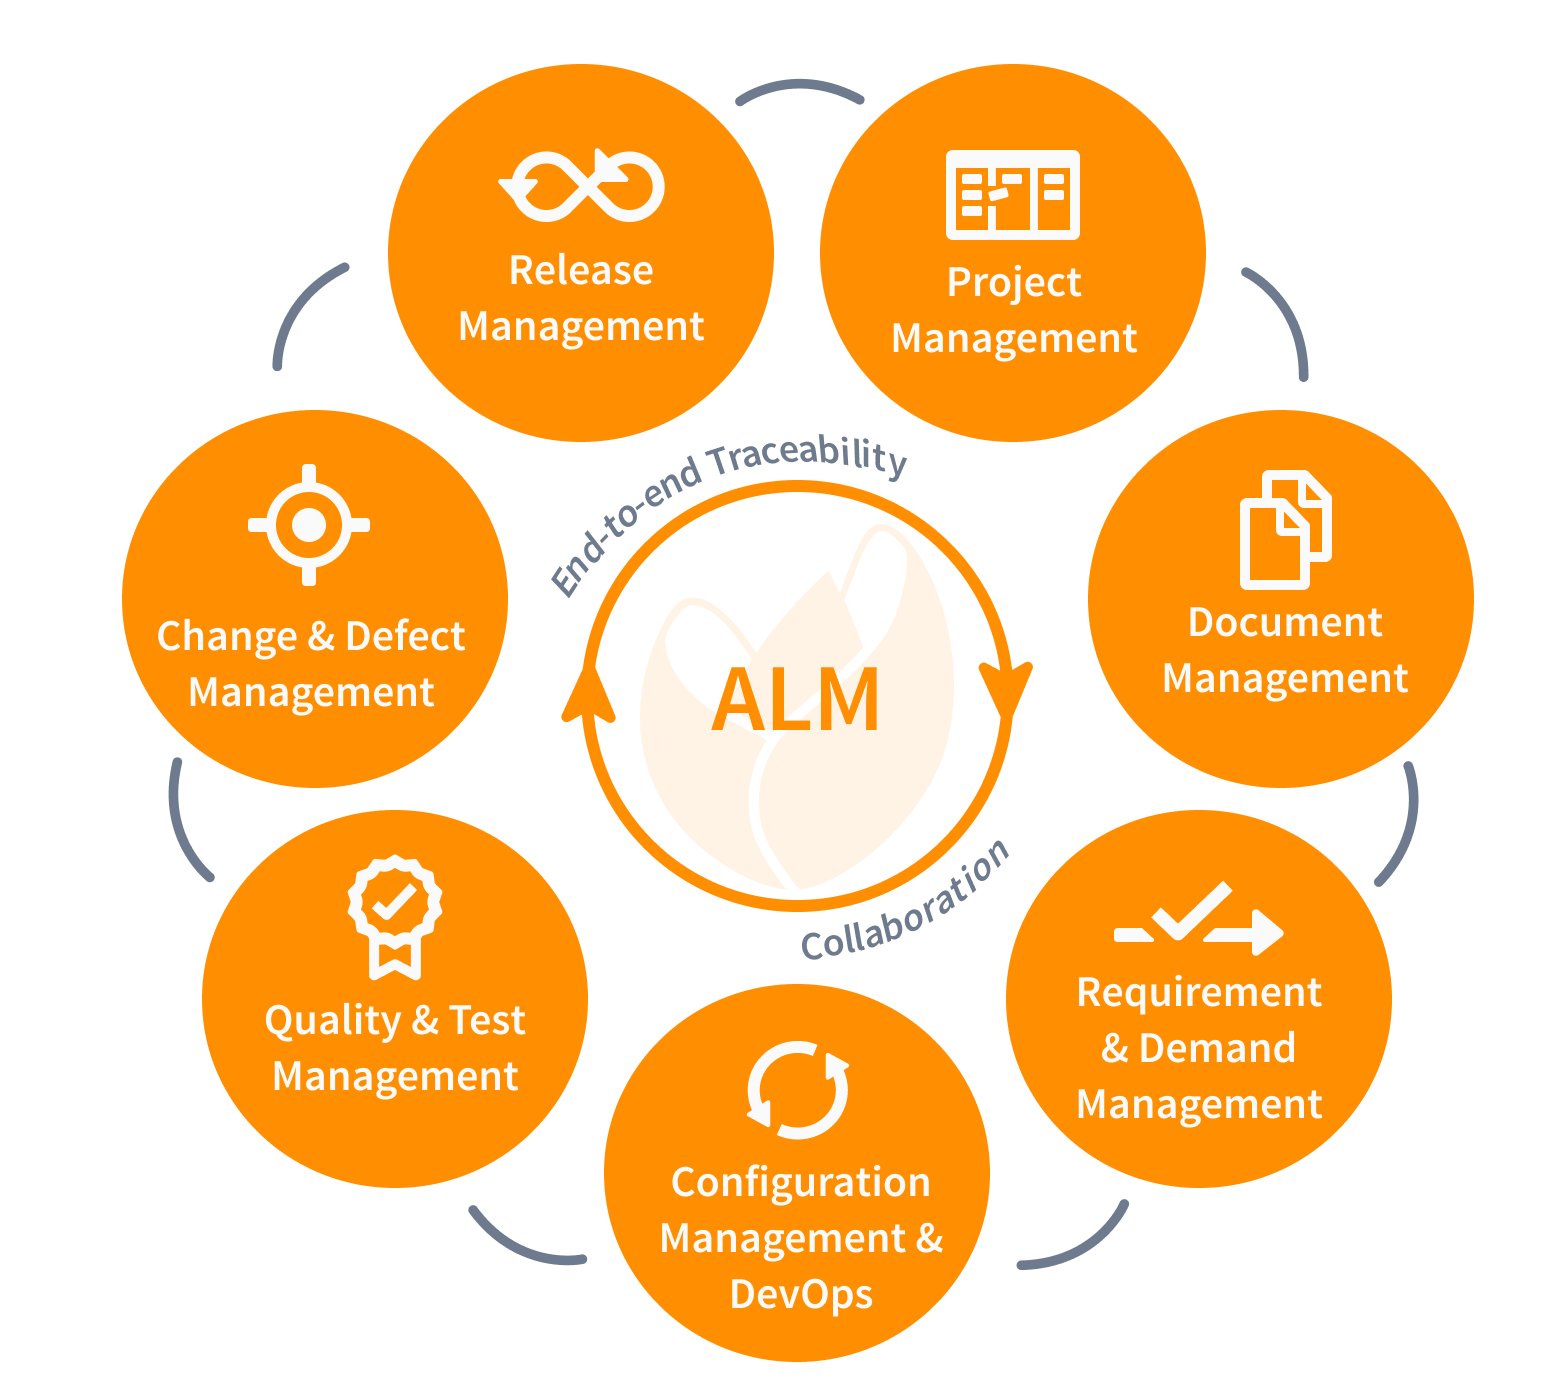 Release
Management
Project
Management
Document
Management
Requirement
& Demand
Management
Configuration
Management &
DevOps
Quality & Test
Management
Change & Defect
Management
End-to-end Traceability
ALM
Collaboration